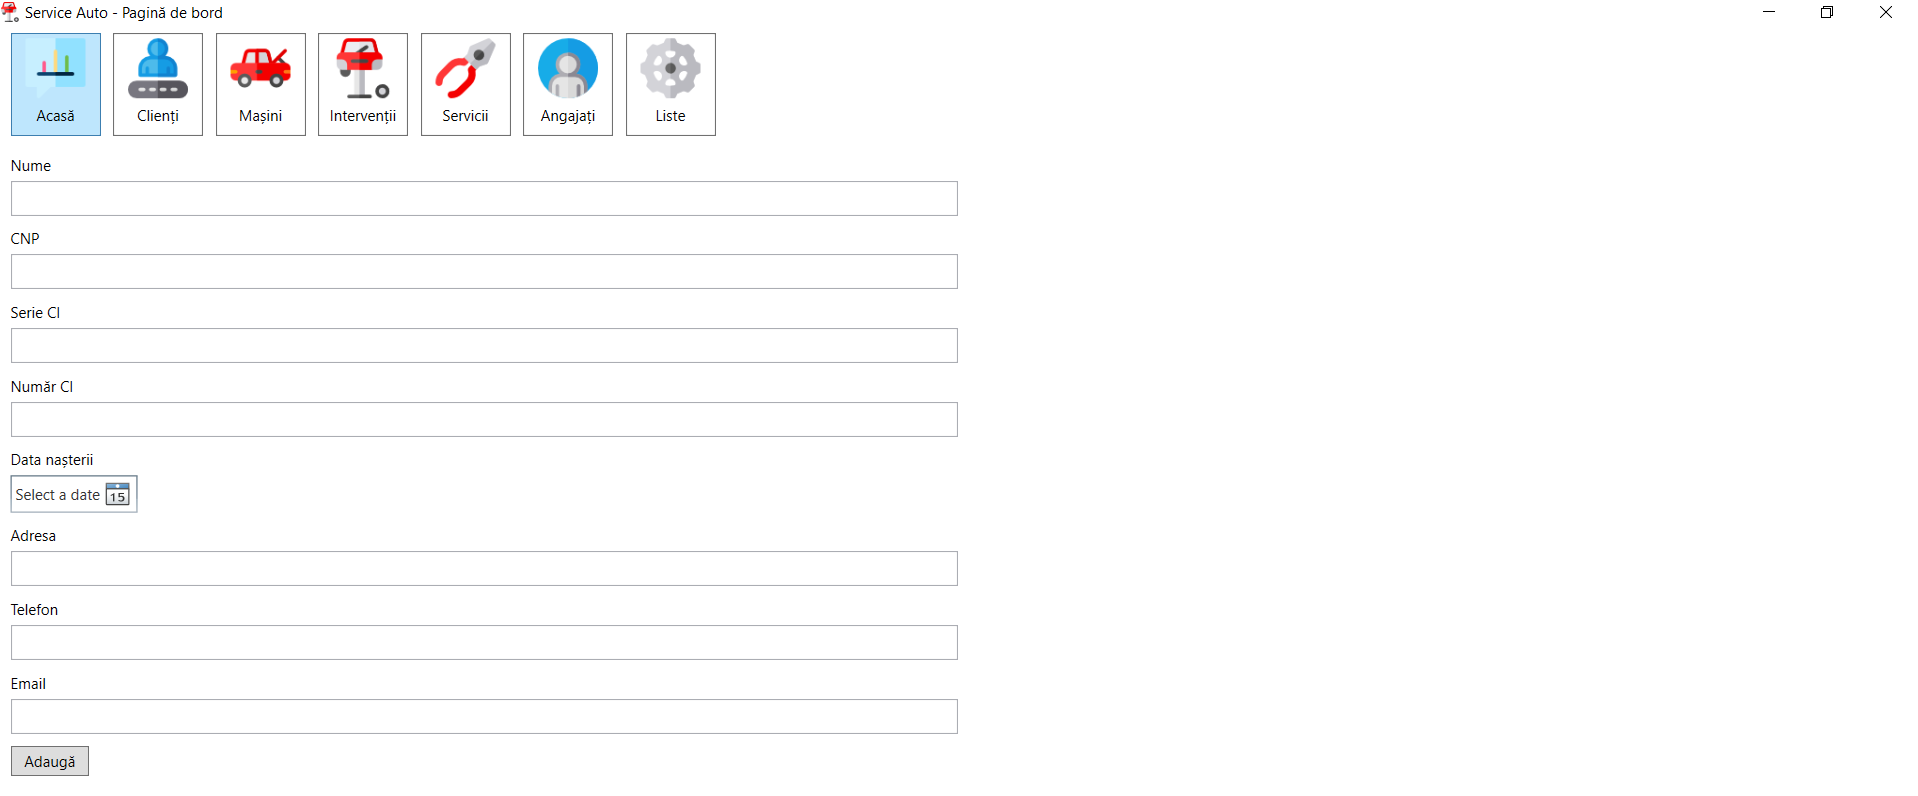 Service Auto - Pagină de bord
Acasă
Clienți
Mașini
Intervenții
Servicii
Angajați
Liste
Nume
CNP
Serie CI
Număr CI
Data nașterii
Select a date 15
Adresa
Telefon
Email
Adaugă